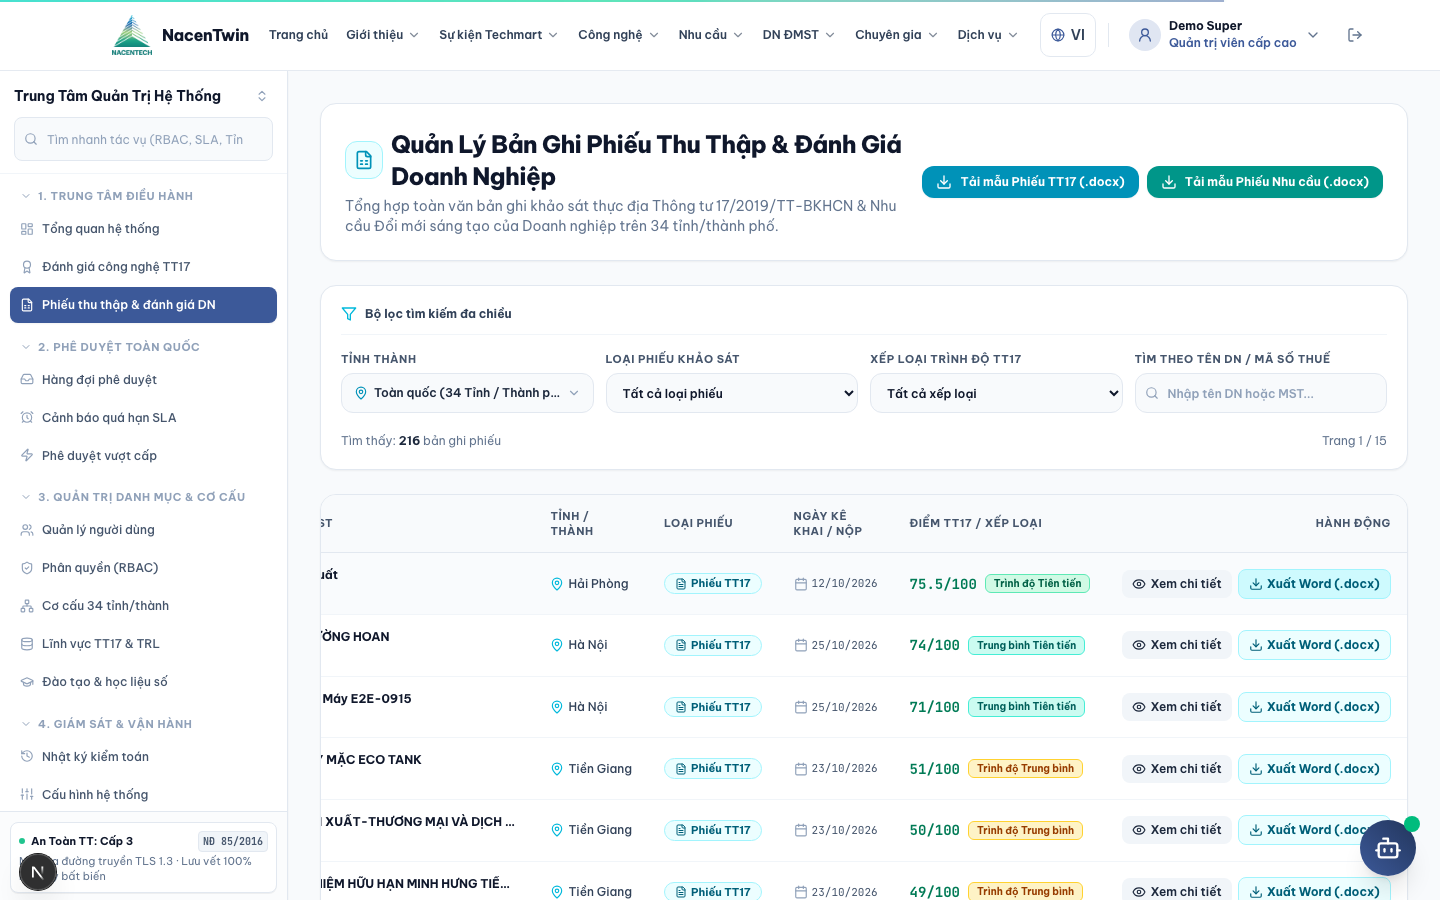 NACENTECH
NacenTwin
Trang chủ
Giới thiệu
Sự kiện Techmart
Công nghệ
Nhu cầu
DN ĐMST
Chuyên gia
Dịch vụ
VI
Demo Super
Quản trị viên cấp cao
Trung Tâm Quản Trị Hệ Thống
Tìm nhanh tác vụ (RBAC, SLA, Tỉn
1. TRUNG TÂM ĐIỀU HÀNH
Tổng quan hệ thống
Đánh giá công nghệ TT17
Phiếu thu thập & đánh giá DN
2. PHÊ DUYỆT TOÀN QUỐC
Hàng đợi phê duyệt
Cảnh báo quá hạn SLA
Phê duyệt vượt cấp
3. QUẢN TRỊ DANH MỤC & CƠ CẤU
Quản lý người dùng
Phân quyền (RBAC)
Cơ cấu 34 tỉnh/thành
Lĩnh vực TT17 & TRL
Đào tạo & học liệu số
4. GIÁM SÁT & VẬN HÀNH
Nhật ký kiểm toán
Cấu hình hệ thống
An Toàn TT: Cấp 3
NĐ 85/2016
đường truyền TLS 1.3 · Lưu vết 100%
bất biến
Quản Lý Bản Ghi Phiếu Thu Thập & Đánh Giá
Doanh Nghiệp
Tổng hợp toàn văn bản ghi khảo sát thực địa Thông tư 17/2019/TT-BKHCN & Nhu
cầu Đổi mới sáng tạo của Doanh nghiệp trên 34 tỉnh/thành phố.
Tải mẫu Phiếu TT17 (.docx)
Tải mẫu Phiếu Nhu cầu (.docx)
Bộ lọc tìm kiếm đa chiều
TỈNH THÀNH
LOẠI PHIẾU KHẢO SÁT
XẾP LOẠI TRÌNH ĐỘ TT17
TÌM THEO TÊN DN / MÃ SỐ THUẾ
Toàn quốc (34 Tỉnh / Thành p...
Tất cả loại phiếu
Tất cả xếp loại
Nhập tên DN hoặc MST...
Tìm thấy: 216 bản ghi phiếu
Trang 1 / 15
ST
TỈNH /
THÀNH
LOẠI PHIẾU
NGÀY KÊ
KHAI / NỘP
ĐIỂM TT17 / XẾP LOẠI
HÀNH ĐỘNG
uất
Hải Phòng
Phiếu TT17
12/10/2026
75.5/100
Trình độ Tiên tiến
Xem chi tiết
Xuất Word (.docx)
ỜNG HOAN
Hà Nội
Phiếu TT17
25/10/2026
74/100
Trung bình Tiên tiến
Xem chi tiết
Xuất Word (.docx)
Máy E2E-0915
Hà Nội
Phiếu TT17
25/10/2026
71/100
Trung bình Tiên tiến
Xem chi tiết
Xuất Word (.docx)
MẶC ECO TANK
Tiền Giang
Phiếu TT17
23/10/2026
51/100
Trình độ Trung bình
Xem chi tiết
Xuất Word (.docx)
XUẤT-THƯƠNG MẠI VÀ DỊCH ...
Tiền Giang
Phiếu TT17
23/10/2026
50/100
Trình độ Trung bình
Xem chi tiết
Xuất Word (.docx)
IỆM HỮU HẠN MINH HƯNG TIẾ...
Tiền Giang
Phiếu TT17
23/10/2026
49/100
Trình độ Trung bình
Xem chi tiết
Xuất Word (.docx)